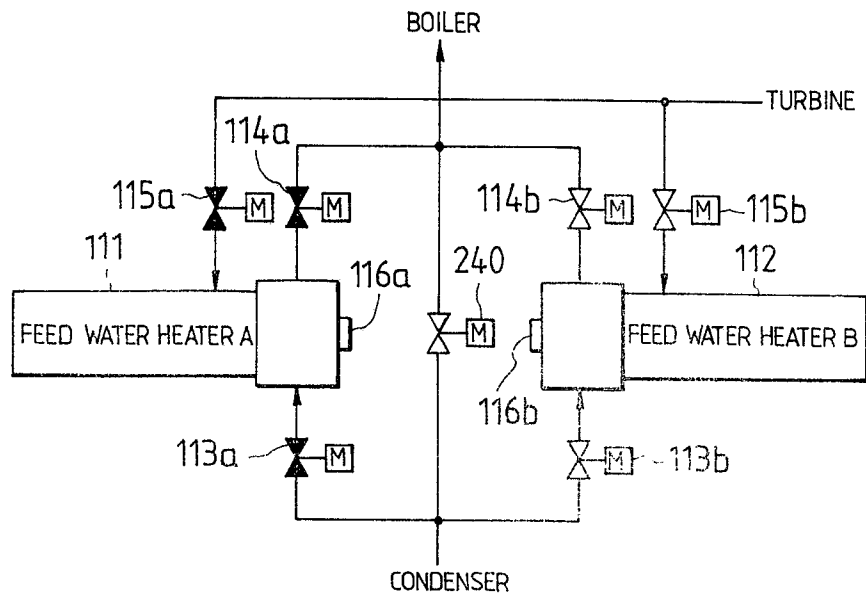 BOILER
TURBINE
114a
115a
M
M
114b
M
M
115b
111
116a
240
M
112
FEED WATER HEATER A
FEED WATER HEATER B
116b
113a
M
M
113b
CONDENSER